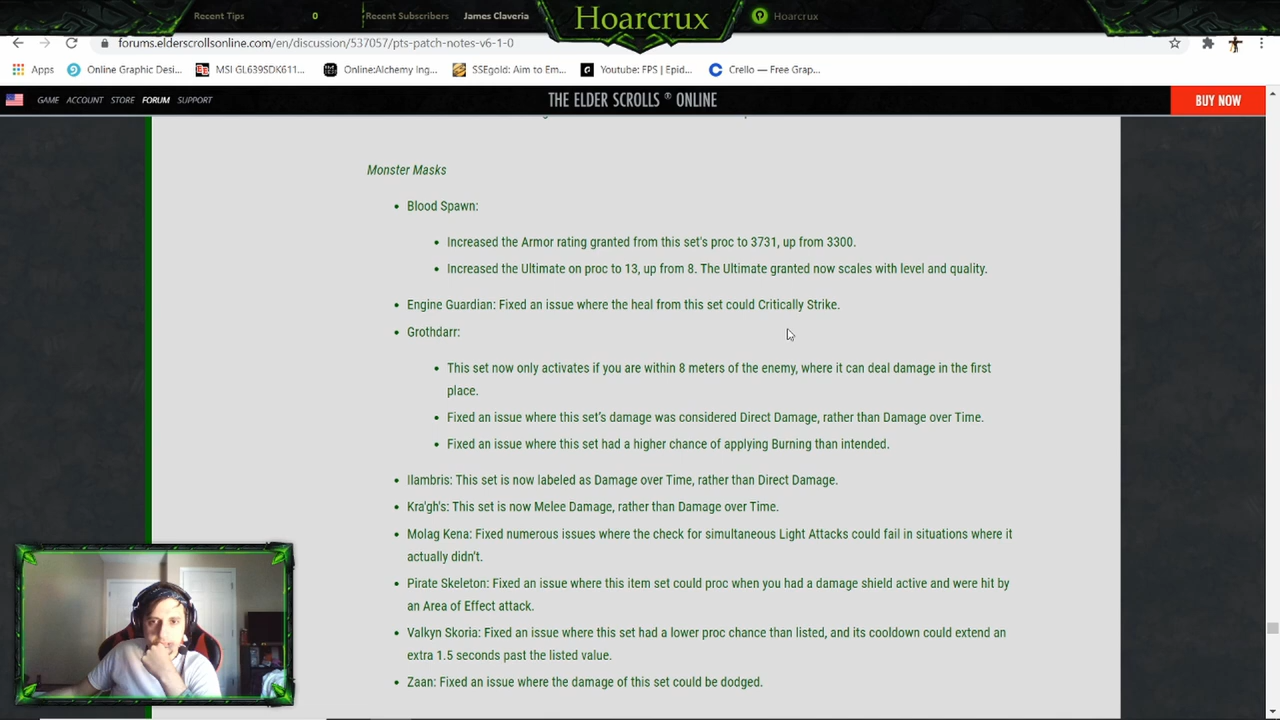 Recent Tips 0 Recent Subscribers James Claveria Hoarcrux Hoarcrux
forums.elderscrollsonline.com/en/discussion/537057/pts-patch-notes-v6-1-0
Apps Online Graphic Desi... MSI GL639SDK611... Online:Alchemy Ing... SSEgold: Aim to Em... Youtube: FPS | Epid... Crello — Free Grap...
GAME ACCOUNT STORE FORUM SUPPORT THE ELDER SCROLLS ® ONLINE BUY NOW
Monster Masks
• Blood Spawn:
• Increased the Armor rating granted from this set's proc to 3731, up from 3300.
• Increased the Ultimate on proc to 13, up from 8. The Ultimate granted now scales with level and quality.
• Engine Guardian: Fixed an issue where the heal from this set could Critically Strike.
• Grothdarr:
• This set now only activates if you are within 8 meters of the enemy, where it can deal damage in the first
place.
• Fixed an issue where this set's damage was considered Direct Damage, rather than Damage over Time.
• Fixed an issue where this set had a higher chance of applying Burning than intended.
• Ilambris: This set is now labeled as Damage over Time, rather than Direct Damage.
• Kra'gh's: This set is now Melee Damage, rather than Damage over Time.
• Molag Kena: Fixed numerous issues where the check for simultaneous Light Attacks could fail in situations where it
actually didn't.
• Pirate Skeleton: Fixed an issue where this item set could proc when you had a damage shield active and were hit by
an Area of Effect attack.
• Valkyn Skoria: Fixed an issue where this set had a lower proc chance than listed, and its cooldown could extend an
extra 1.5 seconds past the listed value.
• Zaan: Fixed an issue where the damage of this set could be dodged.